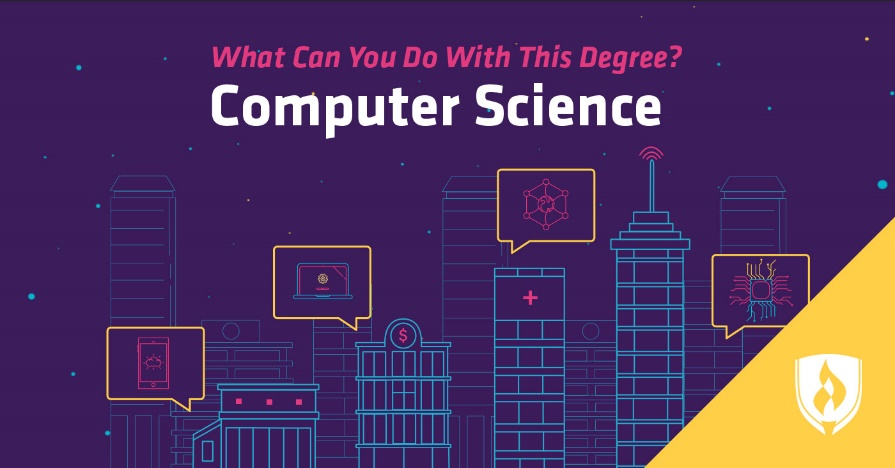 What Can You Do With This Degree?
Computer Science
$